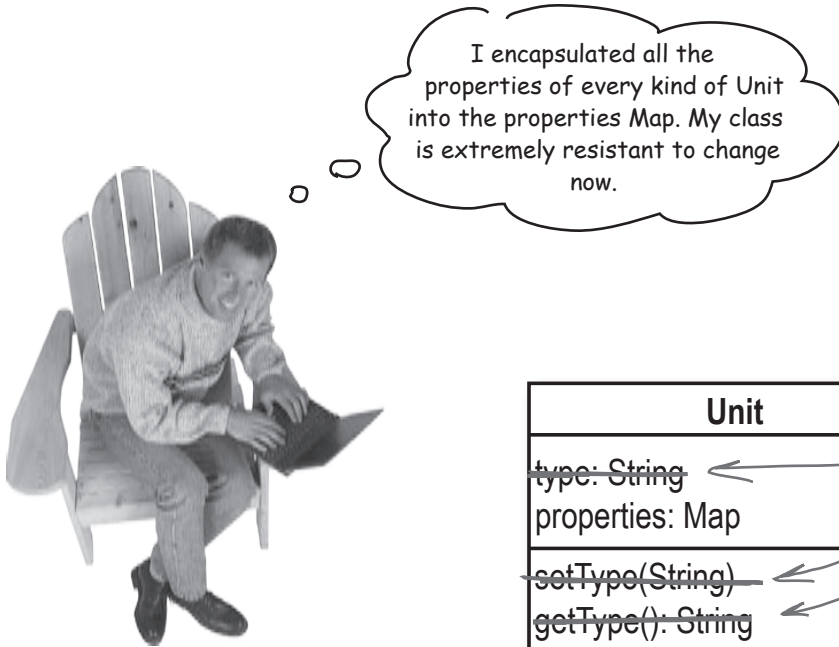 I encapsulated all the
properties of every kind of Unit
into the properties Map. My class
is extremely resistant to change
now.
Unit
type: String
properties: Map
setType(String)
getType(): String